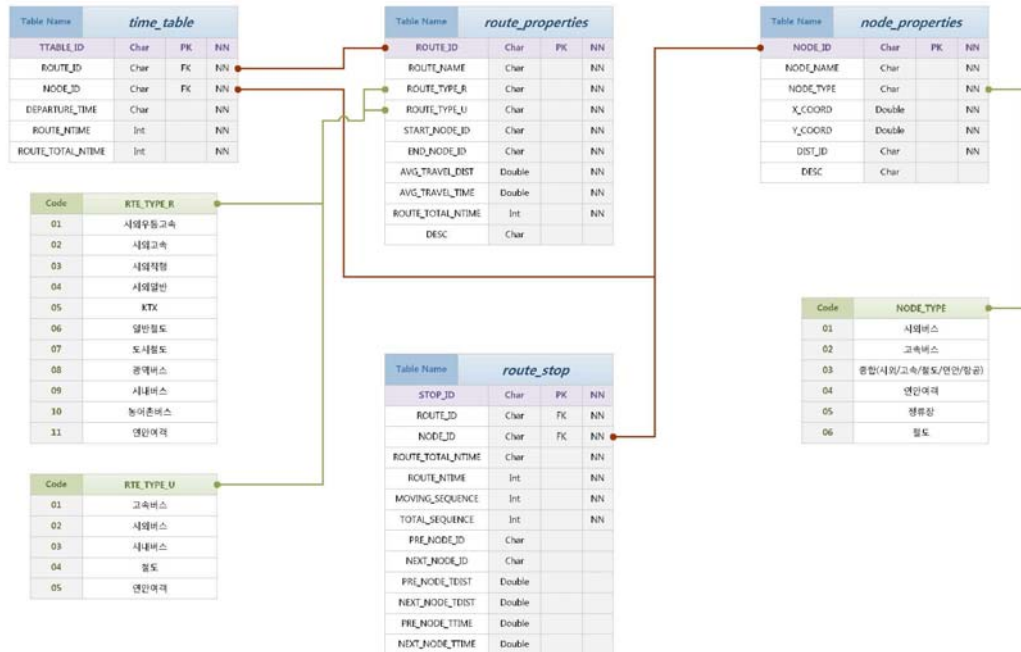 Table Name time_table
TTABLE_ID Char PK NN
ROUTE_ID Char FK NN
NODE_ID Char FK NN
DEPARTURE_TIME Char NN
ROUTE_NTIME Int NN
ROUTE_TOTAL_NTIME Int NN
Table Name route_properties
ROUTE_ID Char PK NN
ROUTE_NAME Char NN
ROUTE_TYPE_R Char NN
ROUTE_TYPE_U Char NN
START_NODE_ID Char NN
END_NODE_ID Char NN
AVG_TRAVEL_DIST Double NN
AVG_TRAVEL_TIME Double NN
ROUTE_TOTAL_NTIME Int NN
DESC Char
Table Name node_properties
NODE_ID Char PK NN
NODE_NAME Char NN
NODE_TYPE Char NN
X_COORD Double NN
Y_COORD Double NN
DIST_ID Char NN
DESC Char
Code RTE_TYPE_R
01 시외우등고속
02 시외고속
03 시외직행
04 시외일반
05 KTX
06 일반철도
07 도시철도
08 광역버스
09 시내버스
10 농어촌버스
11 연안여객
Code RTE_TYPE_U
01 고속버스
02 시외버스
03 시내버스
04 철도
05 연안여객
Table Name route_stop
STOP_ID Char PK NN
ROUTE_ID Char FK NN
NODE_ID Char FK NN
ROUTE_TOTAL_NTIME Char NN
ROUTE_NTIME Int NN
MOVING_SEQUENCE Int NN
TOTAL_SEQUENCE Int NN
PRE_NODE_ID Char
NEXT_NODE_ID Char
PRE_NODE_TDIST Double
NEXT_NODE_TDIST Double
PRE_NODE_TTIME Double
NEXT_NODE_TTIME Double
Code NODE_TYPE
01 시외버스
02 고속버스
03 종합(시외/고속/철도/연안/항공)
04 연안여객
05 정류장
06 철도